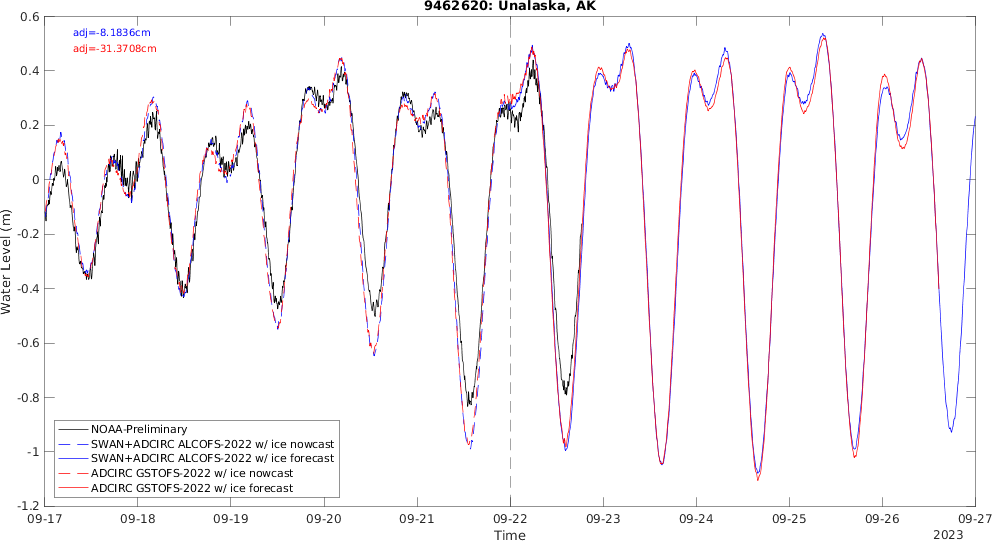 9462620: Unalaska, AK
adj=-8.1836cm
adj=-31.3708cm
Water Level (m)
0.6
0.4
0.2
0
-0.2
-0.4
-0.6
-0.8
-1
-1.2
NOAA-Preliminary
SWAN+ADCIRC ALCOFS-2022 w/ ice nowcast
SWAN+ADCIRC ALCOFS-2022 w/ ice forecast
ADCIRC GSTOFS-2022 w/ ice nowcast
ADCIRC GSTOFS-2022 w/ ice forecast
09-17 09-18 09-19 09-20 09-21 09-22 09-23 09-24 09-25 09-26 09-27
Time
2023